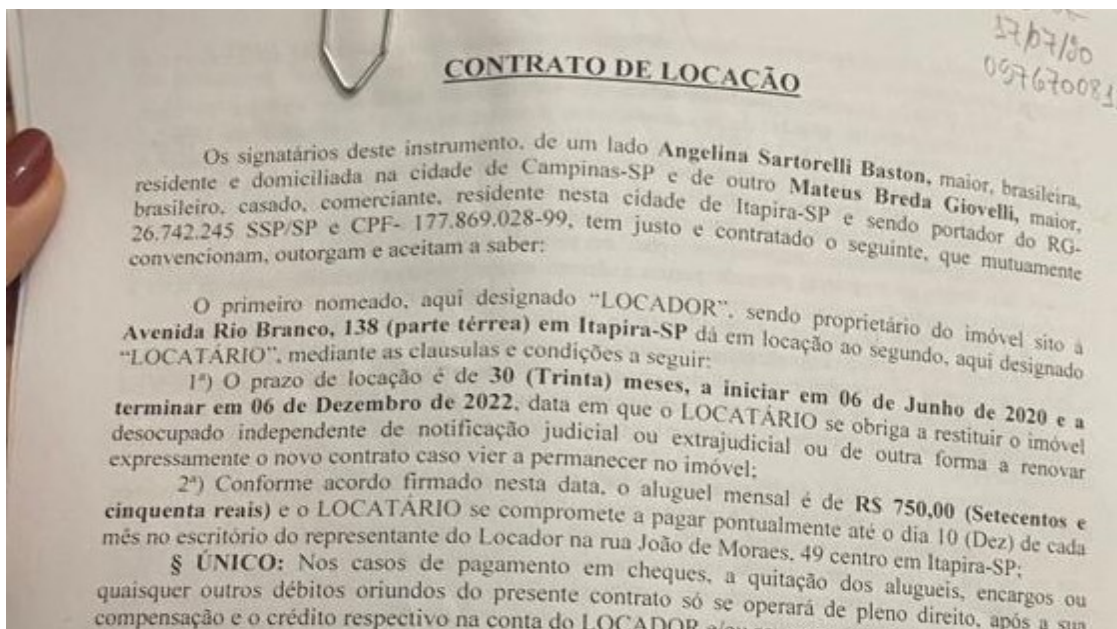 37/07/20
097670081
CONTRATO DE LOCAÇÃO
Os signatários deste instrumento, de um lado Angelina Sartorelli Baston, maior, brasileira,
residente e domiciliada na cidade de Campinas-SP e de outro Mateus Breda Giovelli, maior,
brasileiro, casado, comerciante, residente nesta cidade de Itapira-SP e sendo portador do RG-
26.742.245 SSP/SP e CPF- 177.869.028-99, tem justo e contratado o seguinte, que mutuamente
convencionam, outorgam e aceitam a saber:
O primeiro nomeado, aqui designado “LOCADOR”, sendo proprietário do imóvel sito à
Avenida Rio Branco, 138 (parte térrea) em Itapira-SP dá em locação ao segundo, aqui designado
“LOCATÁRIO”, mediante as clausulas e condições a seguir:
1ª) O prazo de locação é de 30 (Trinta) meses, a iniciar em 06 de Junho de 2020 e a
terminar em 06 de Dezembro de 2022, data em que o LOCATÁRIO se obriga a restituir o imóvel
desocupado independente de notificação judicial ou extrajudicial ou de outra forma a renovar
expressamente o novo contrato caso vier a permanecer no imóvel;
2ª) Conforme acordo firmado nesta data, o aluguel mensal é de R$ 750,00 (Setecentos e
cinquenta reais) e o LOCATÁRIO se compromete a pagar pontualmente até o dia 10 (Dez) de cada
mês no escritório do representante do Locador na rua João de Moraes, 49 centro em Itapira-SP;
§ ÚNICO: Nos casos de pagamento em cheques, a quitação dos alugueis, encargos ou
quaisquer outros débitos oriundos do presente contrato só se operará de pleno direito, após a sua
compensação e o crédito respectivo na conta do LOCADOR